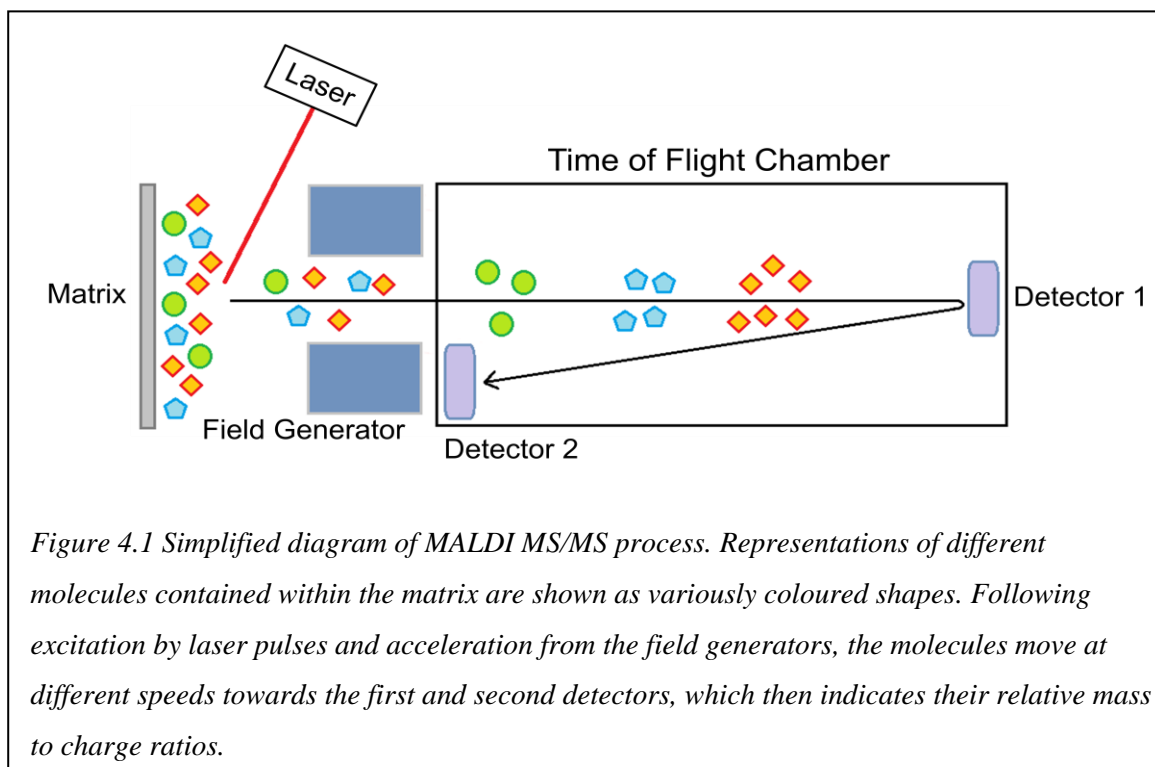 Laser
Time of Flight Chamber
Matrix
Detector 1
Field Generator
Detector 2
Figure 4.1 Simplified diagram of MALDI MS/MS process. Representations of different
molecules contained within the matrix are shown as variously coloured shapes. Following
excitation by laser pulses and acceleration from the field generators, the molecules move at
different speeds towards the first and second detectors, which then indicates their relative mass
to charge ratios.